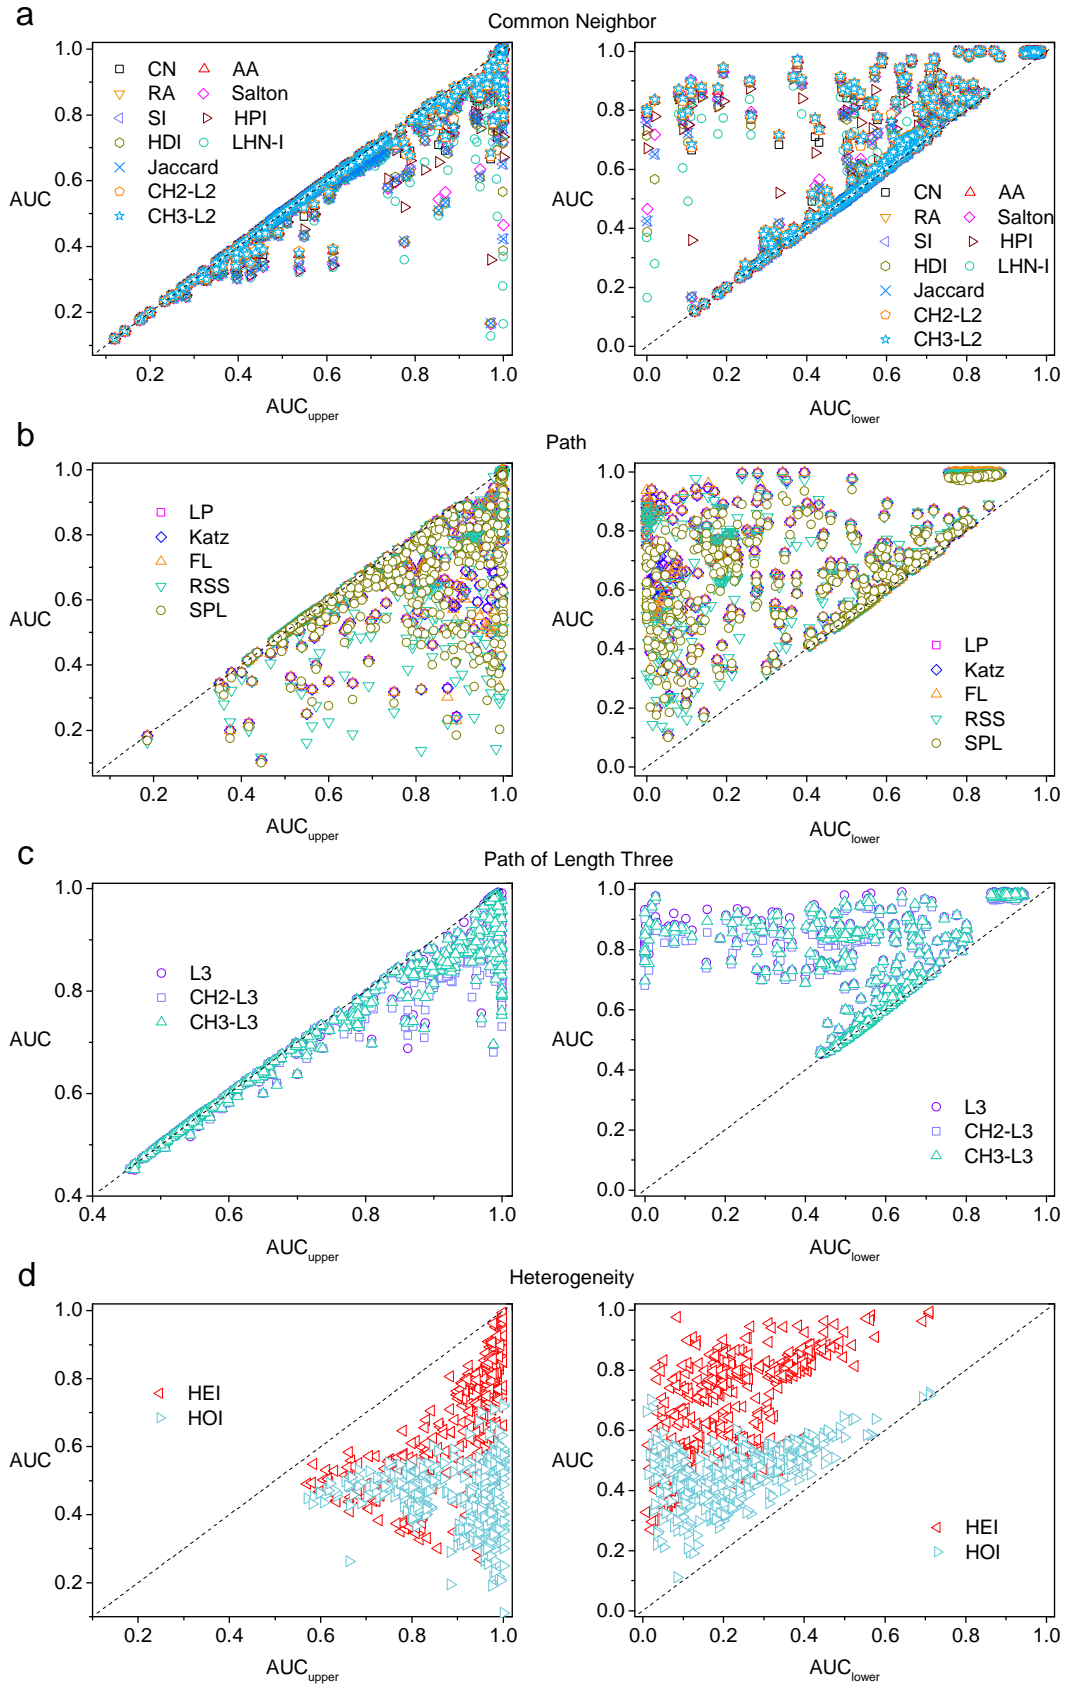 a
Common Neighbor
1.0
0.8
0.6
0.4
0.2
AUC
CN AA
RA Salton
SI HPI
HDI LHN-I
Jaccard
CH2-L2
CH3-L2
0.2 0.4 0.6 0.8 1.0
AUCupper
1.0
0.8
0.6
0.4
0.2
0.0
AUC
CN AA
RA Salton
SI HPI
HDI LHN-I
Jaccard
CH2-L2
CH3-L2
0.0 0.2 0.4 0.6 0.8 1.0
AUClower
b
Path
1.0
0.8
0.6
0.4
0.2
AUC
LP
Katz
FL
RSS
SPL
0.2 0.4 0.6 0.8 1.0
AUCupper
1.0
0.8
0.6
0.4
0.2
0.0
AUC
LP
Katz
FL
RSS
SPL
0.0 0.2 0.4 0.6 0.8 1.0
AUClower
c
Path of Length Three
1.0
0.8
0.6
0.4
AUC
L3
CH2-L3
CH3-L3
0.4 0.6 0.8 1.0
AUCupper
1.0
0.8
0.6
0.4
0.2
0.0
AUC
L3
CH2-L3
CH3-L3
0.0 0.2 0.4 0.6 0.8 1.0
AUClower
d
Heterogeneity
1.0
0.8
0.6
0.4
0.2
AUC
HEI
HOI
0.2 0.4 0.6 0.8 1.0
AUCupper
1.0
0.8
0.6
0.4
0.2
0.0
AUC
HEI
HOI
0.0 0.2 0.4 0.6 0.8 1.0
AUClower